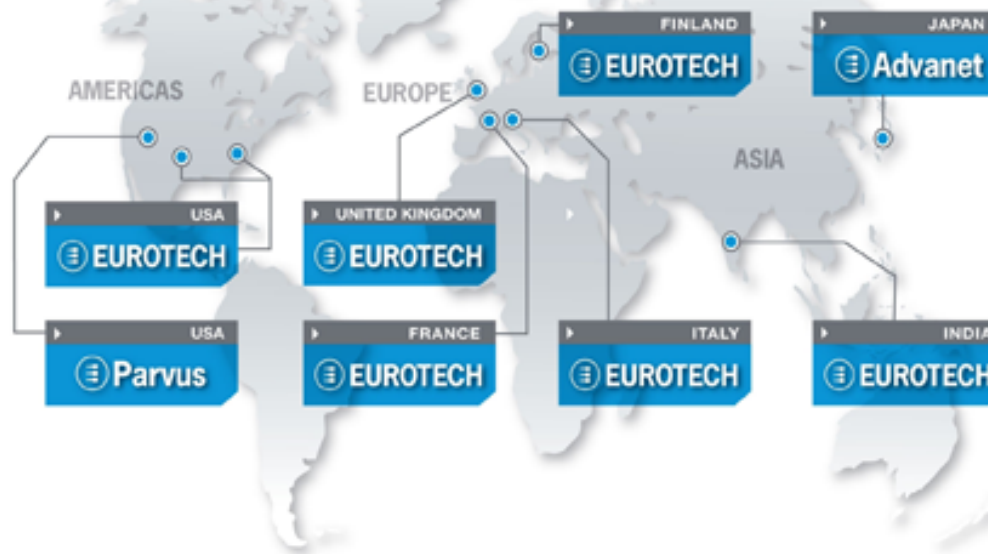 FINLAND
EUROTECH
JAPAN
Advanet
AMERICAS
EUROPE
ASIA
USA
EUROTECH
UNITED KINGDOM
EUROTECH
USA
Parvus
FRANCE
EUROTECH
ITALY
EUROTECH
INDIA
EUROTECH